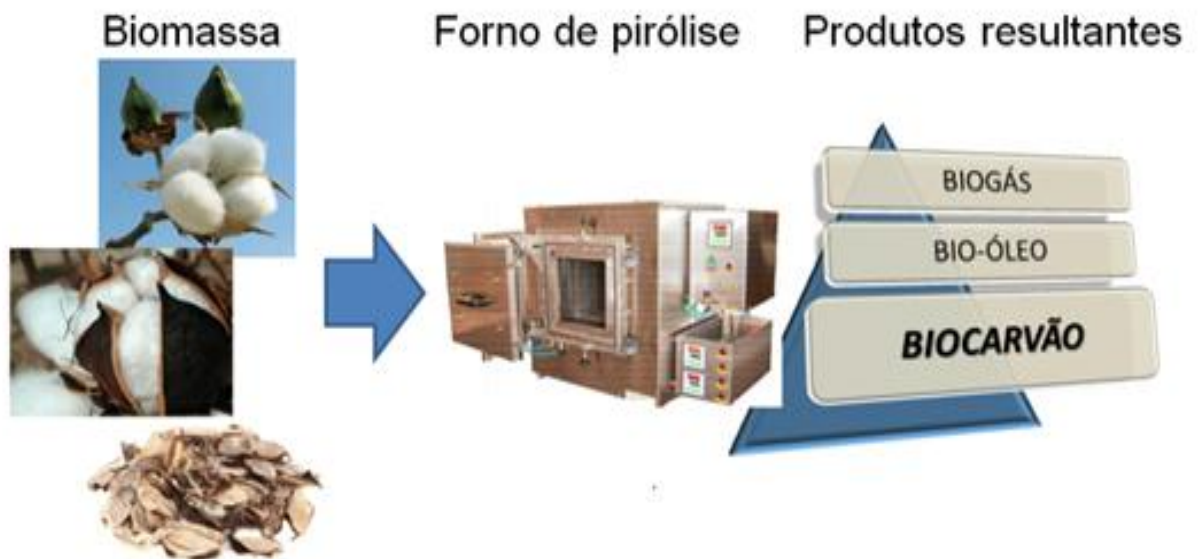 Biomassa
Forno de pirólise
Produtos resultantes
BIOGÁS
BIO-ÓLEO
BIOCARVÃO